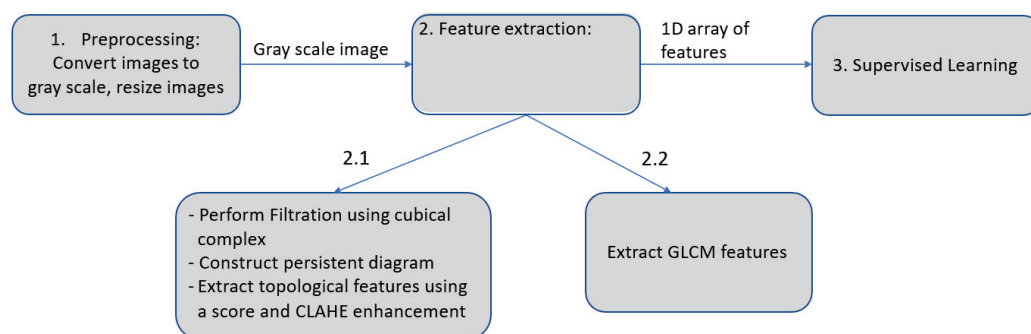 1. Preprocessing:
Convert images to
gray scale, resize images
Gray scale image
2. Feature extraction:
1D array of
features
3. Supervised Learning
2.1
2.2
- Perform Filtration using cubical
complex
- Construct persistent diagram
- Extract topological features using
a score and CLAHE enhancement
Extract GLCM features